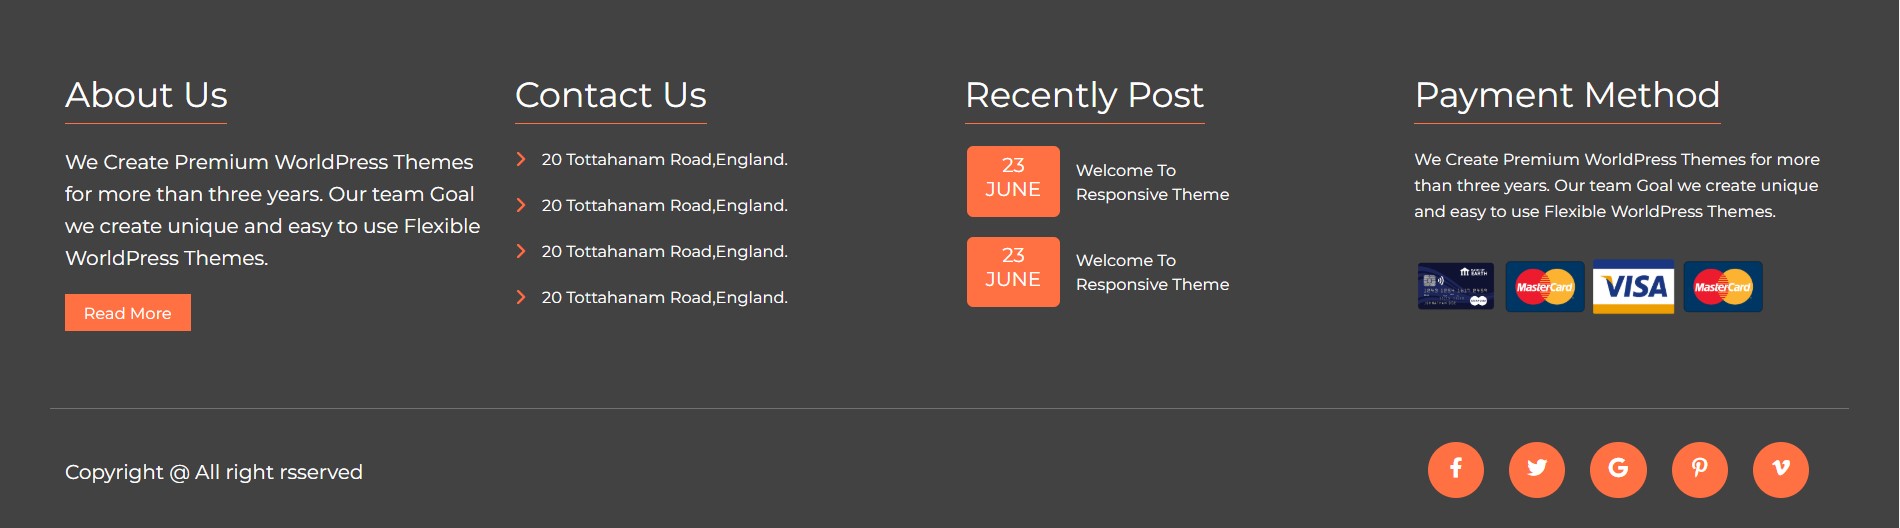 About Us
We Create Premium WorldPress Themes
for more than three years. Our team Goal
we create unique and easy to use Flexible
WorldPress Themes.
Read More
Contact Us
20 Tottahanam Road,England.
20 Tottahanam Road,England.
20 Tottahanam Road,England.
20 Tottahanam Road,England.
Recently Post
23
JUNE
Welcome To
Responsive Theme
23
JUNE
Welcome To
Responsive Theme
Payment Method
We Create Premium WorldPress Themes for more
than three years. Our team Goal we create unique
and easy to use Flexible WorldPress Themes.
EARTH
MasterCard
VISA
MasterCard
Copyright @ All right rsserved